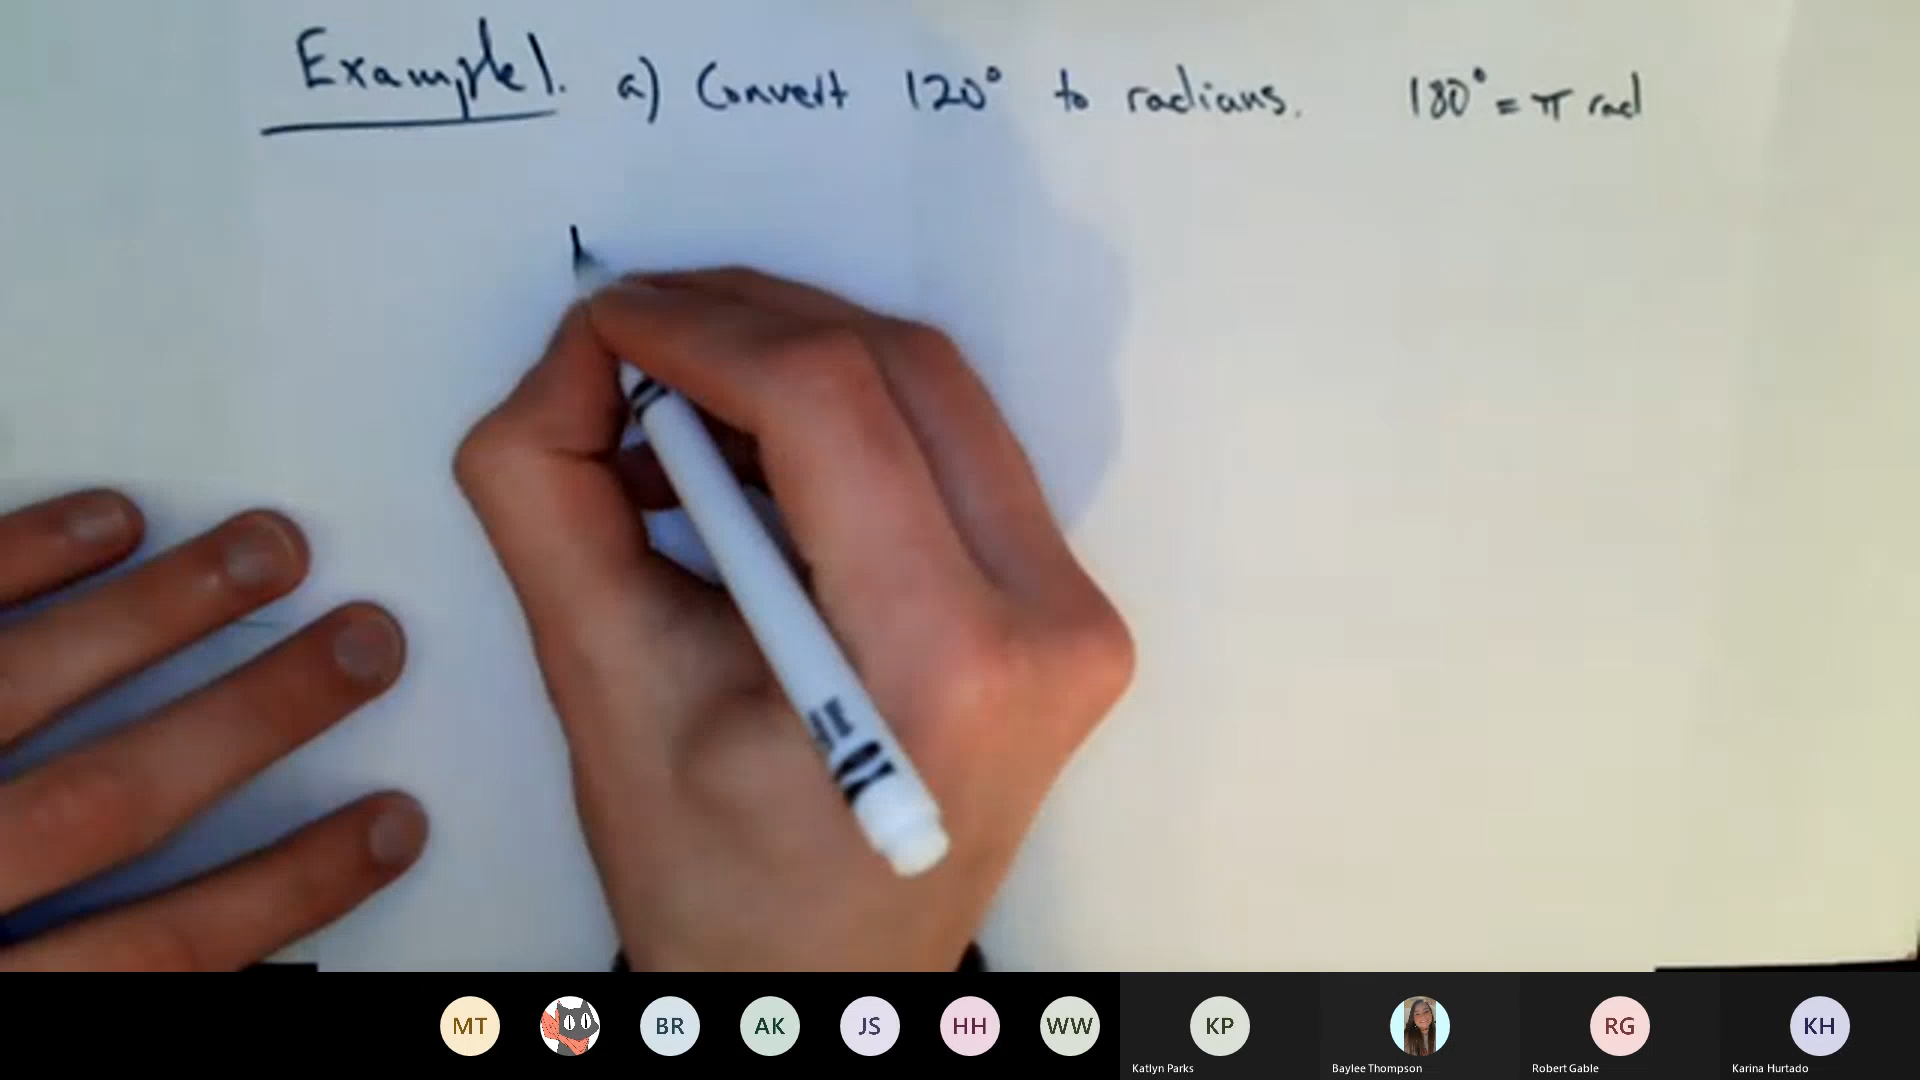 Example 1. a) Convert 120° to radians. 180° = π rad
MT BR AK JS HH WW KP RG KH
Katlyn Parks Baylee Thompson Robert Gable Karina Hurtado